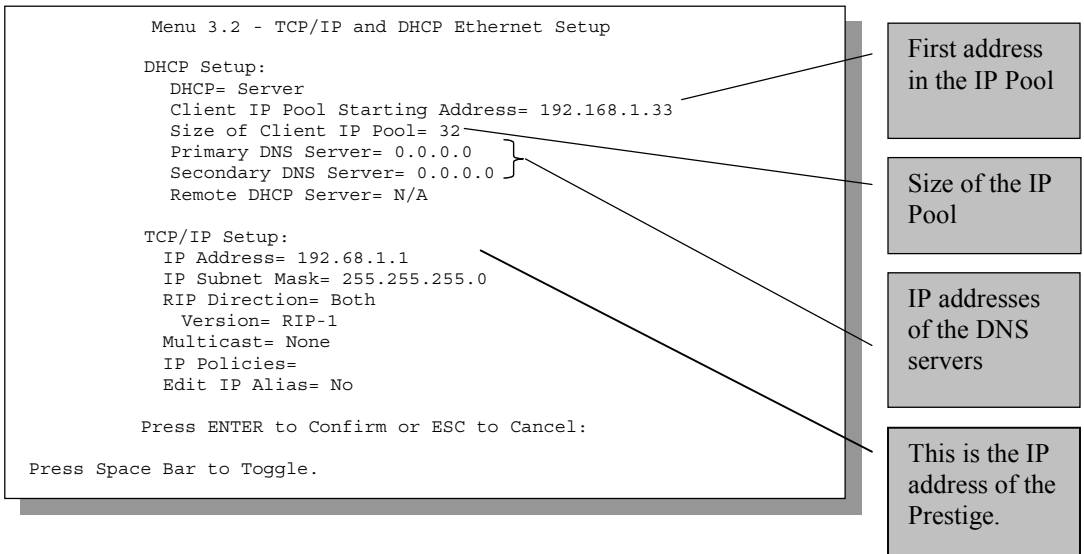 Menu 3.2 - TCP/IP and DHCP Ethernet Setup
DHCP Setup:
DHCP= Server
Client IP Pool Starting Address= 192.168.1.33
Size of Client IP Pool= 32
Primary DNS Server= 0.0.0.0
Secondary DNS Server= 0.0.0.0
Remote DHCP Server= N/A
TCP/IP Setup:
IP Address= 192.68.1.1
IP Subnet Mask= 255.255.255.0
RIP Direction= Both
Version= RIP-1
Multicast= None
IP Policies=
Edit IP Alias= No
Press ENTER to Confirm or ESC to Cancel:
Press Space Bar to Toggle.
First address
in the IP Pool
Size of the IP
Pool
IP addresses
of the DNS
servers
This is the IP
address of the
Prestige.